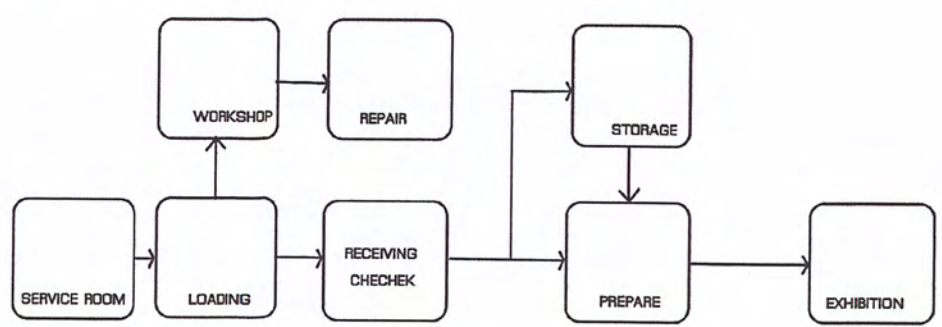 WORKSHOP
REPAIR
STORAGE
SERVICE ROOM
LOADING
RECEIVING
CHECHEK
PREPARE
EXHIBITION